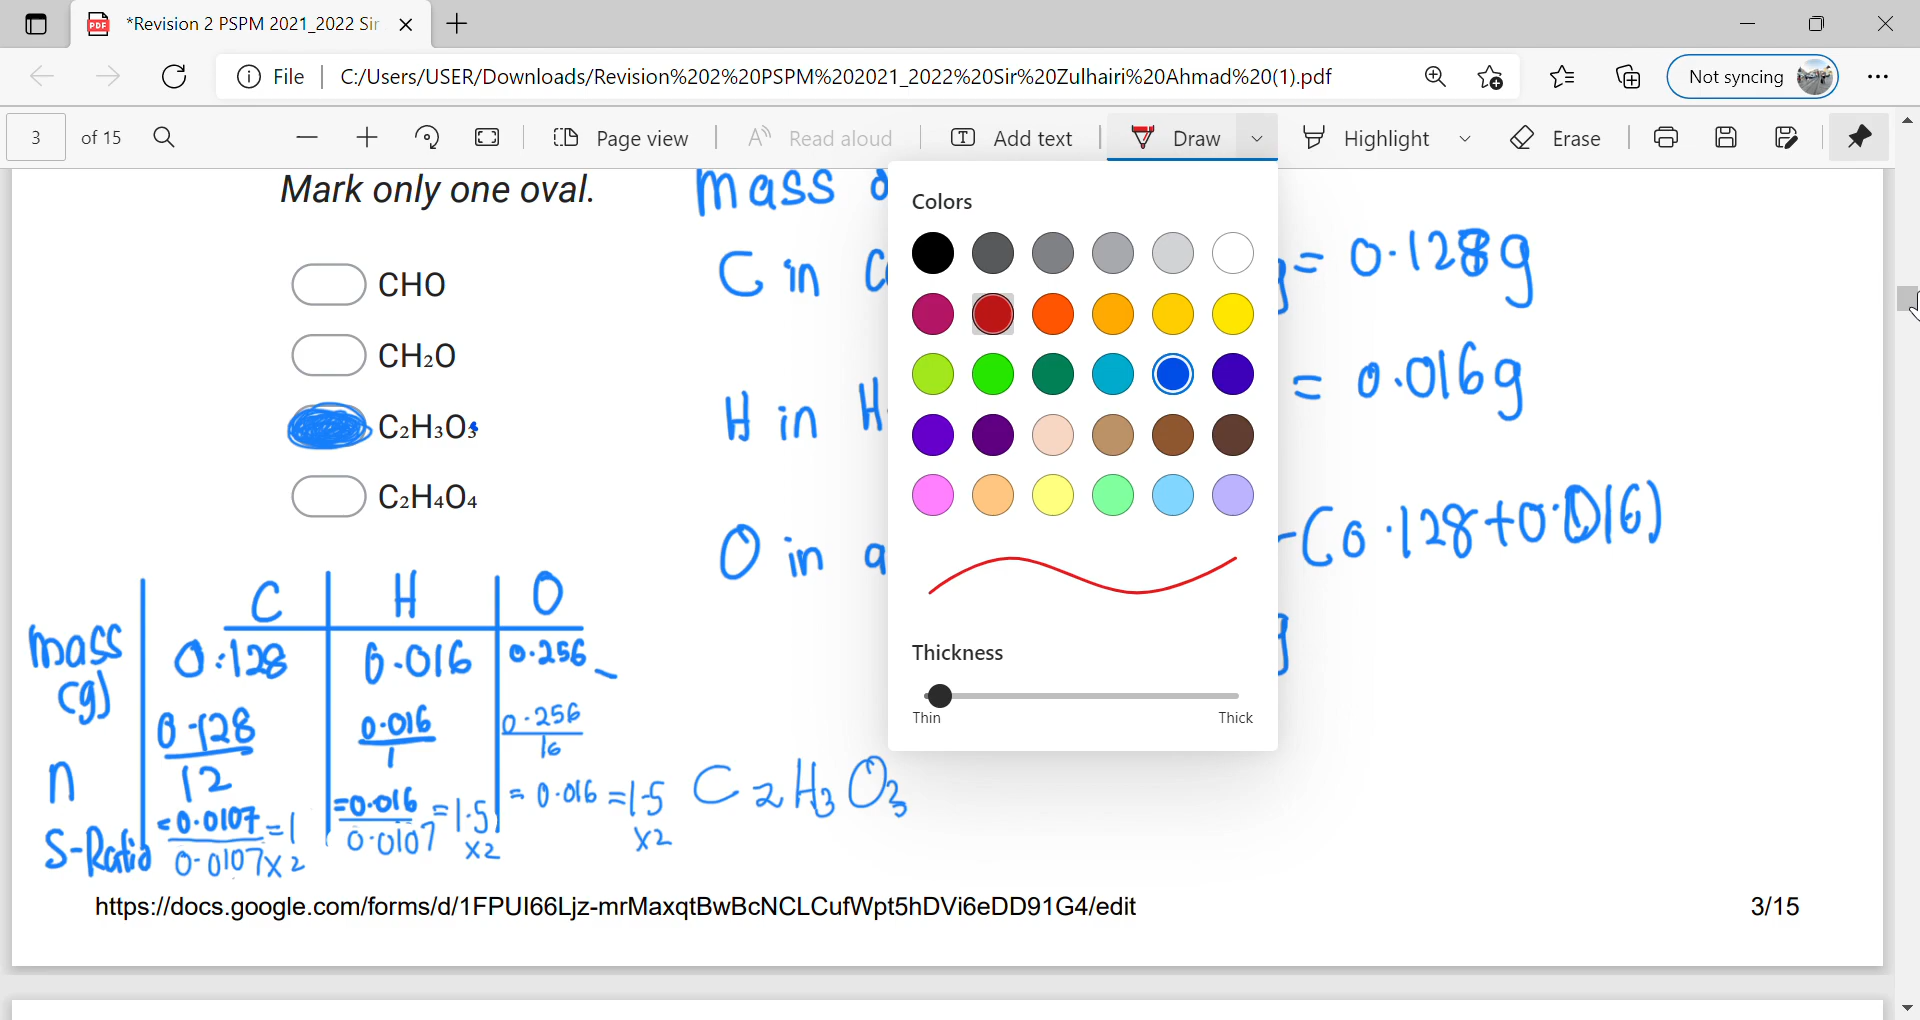 *Revision 2 PSPM 2021_2022 Sir
File C:/Users/USER/Downloads/Revision%202%20PSPM%202021_2022%20Sir%20Zulhairi%20Ahmad%20(1).pdf Not syncing
3 of 15 Page view Read aloud Add text Draw Highlight Erase
Mark only one oval.
mass
Colors
CHO
C in
= 0.128g
CH₂O
= 0.016g
C₂H₃O₃
H in H
C₂H₄O₄
O in a
-(0.128+0.016)
C H O
mass (g) 0.128 0.016 0.256
Thickness
Thin Thick
n 0.128/12 0.016/1 0.256/16
=0.0107 =0.016 = 0.016 =1.5 C₂H₃O₃
S-Ratio 0.0107 =1 x2 0.0107 =1.5 x2 x2
https://docs.google.com/forms/d/1FPUI66Ljz-mrMaxqtBwBcNCLCufWpt5hDVi6eDD91G4/edit 3/15